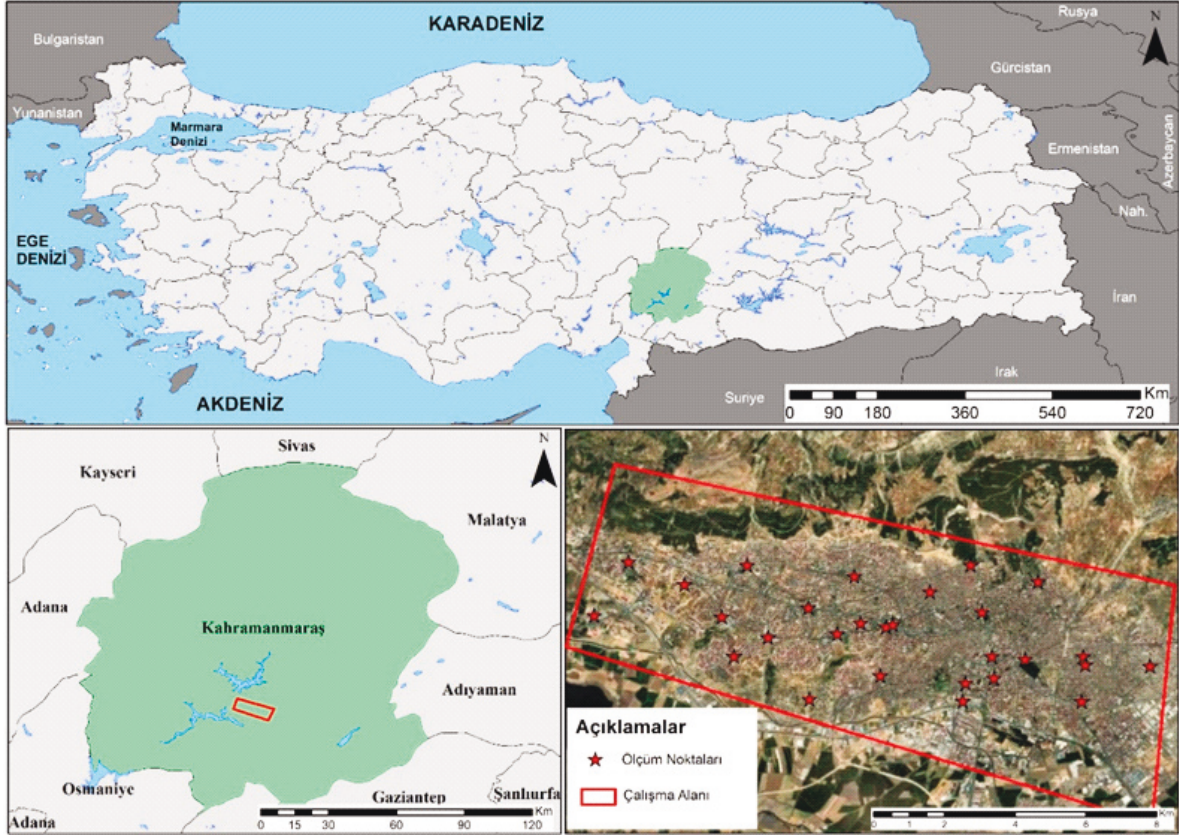 Bulgaristan
KARADENİZ
Rusya
N
Gürcistan
Yunanistan
Marmara
Denizi
Ermenistan
Azerbaycan
Nah.
EGE
DENİZİ
İran
Irak
Suriye
AKDENİZ
Km
0 90 180 360 540 720
Sivas
N
Kayseri
Malatya
Adana
Kahramanmaraş
Adıyaman
Osmaniye
Gaziantep
Şanlıurfa
Adana
Km
0 15 30 60 90 120
Açıklamalar
Ölçüm Noktaları
Çalışma Alanı
Km
0 1 2 4 6 8